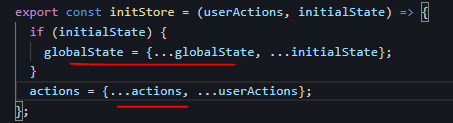 export const initStore = (userActions, initialState) => {
  if (initialState) {
    globalState = {...globalState, ...initialState};
  }
  actions = {...actions, ...userActions};
};